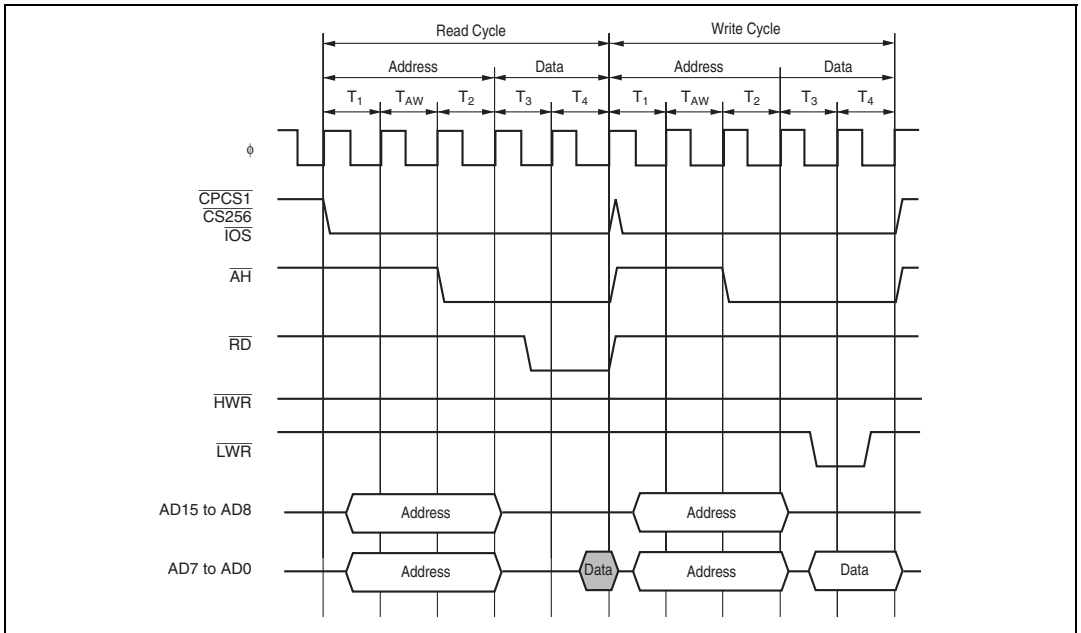 Read Cycle Write Cycle
Address Data Address Data
T1 TAW T2 T3 T4 T1 TAW T2 T3 T4
φ
CPCS1
CS256
IOS
AH
RD
HWR
LWR
AD15 to AD8 Address Address
AD7 to AD0 Address Data Address Data